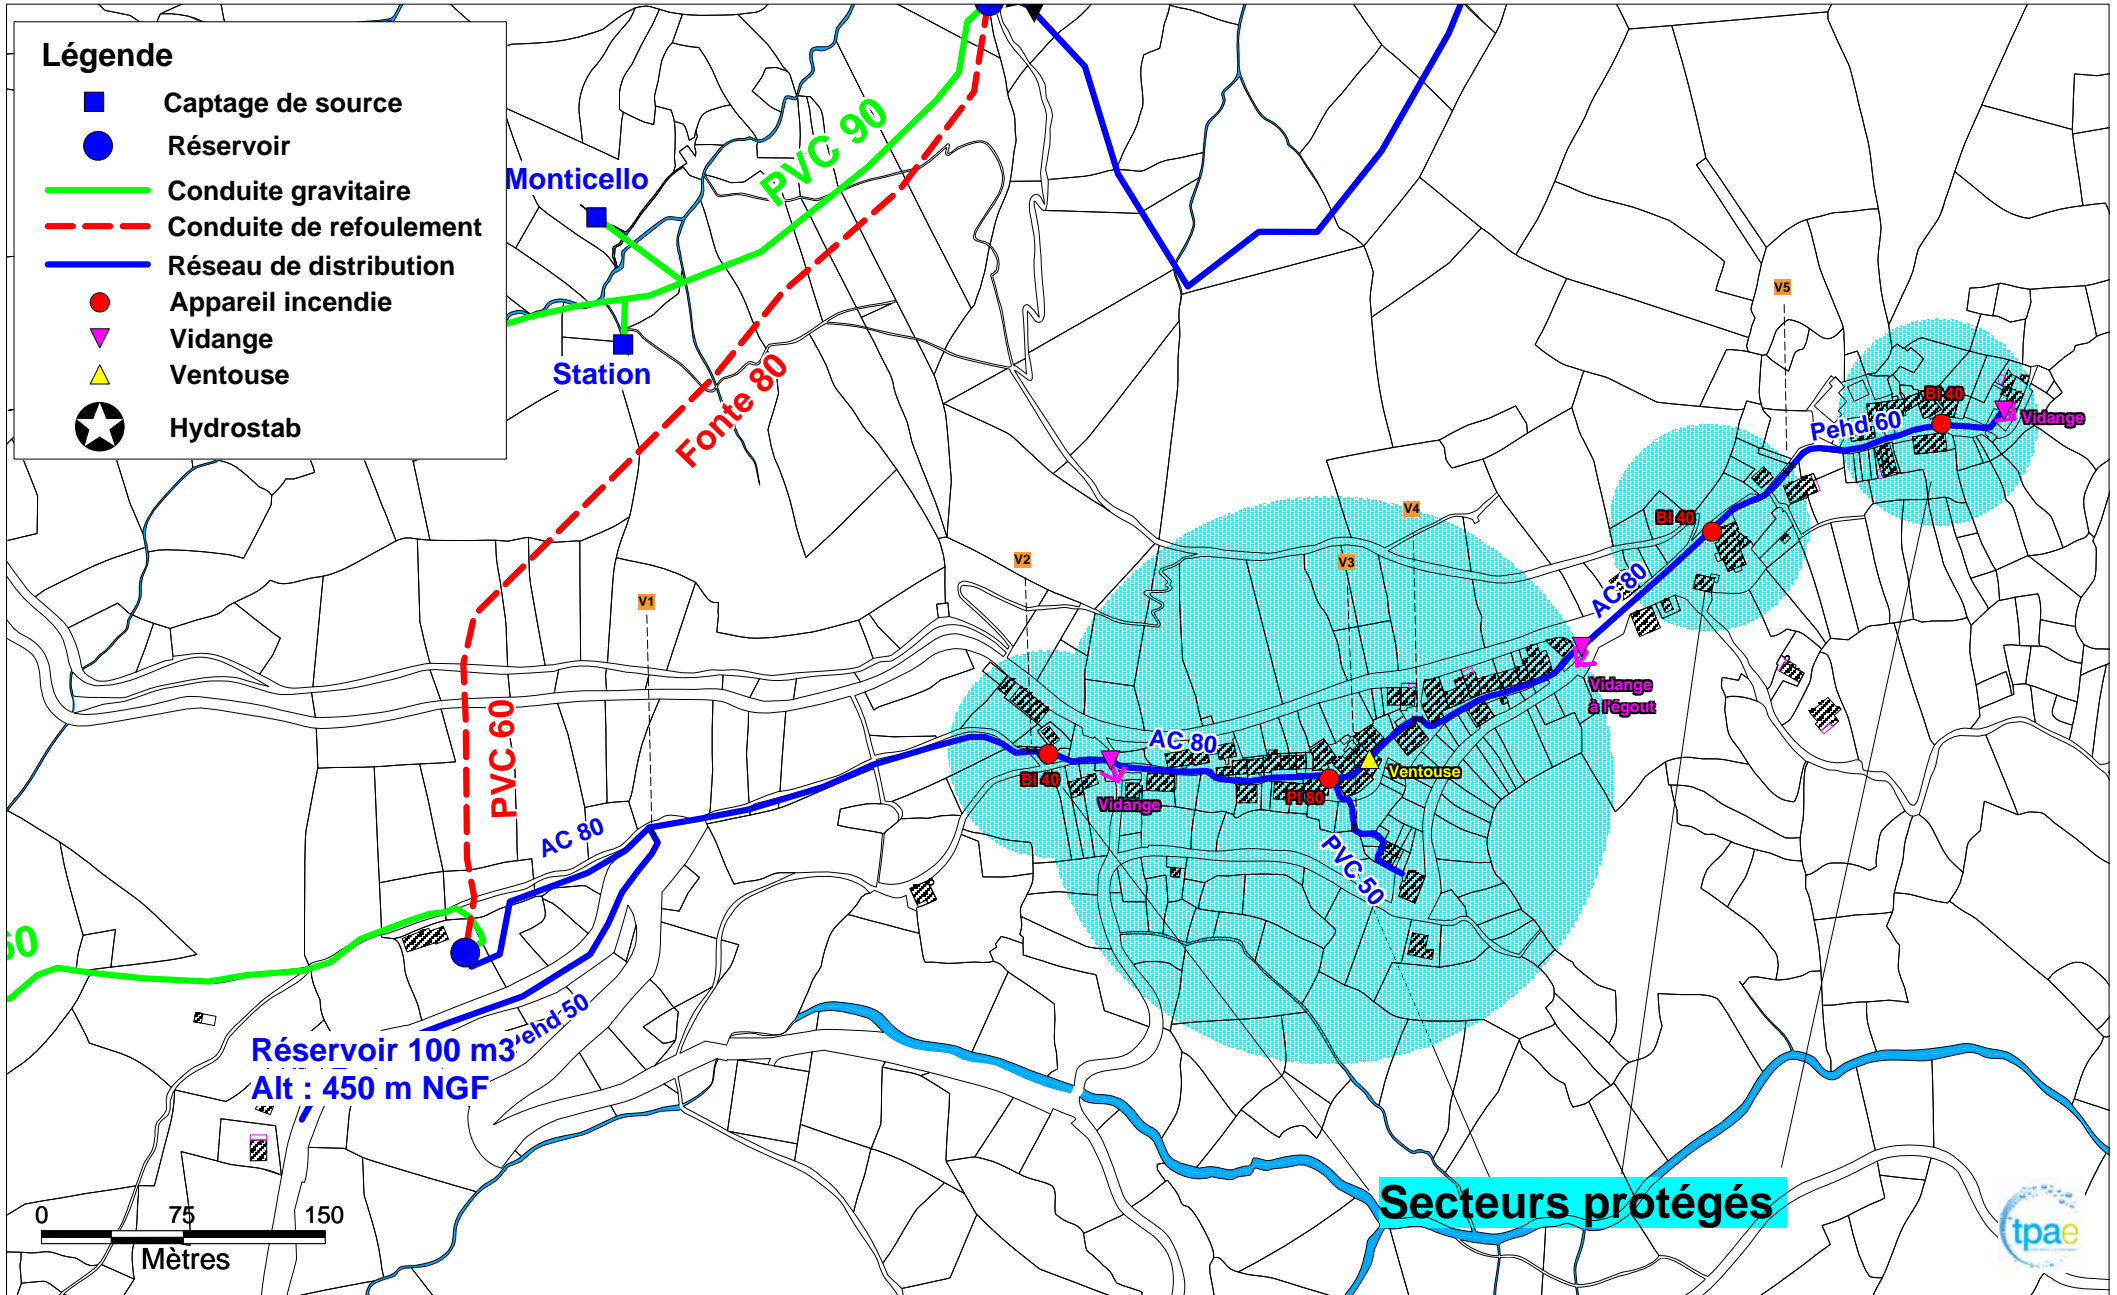 Légende
Captage de source
Réservoir
Conduite gravitaire
Conduite de refoulement
Réseau de distribution
Appareil incendie
Vidange
Ventouse
Hydrostab
Monticello
Station
PVC 90
Fonte 80
PVC 60
V5
BI 40
Vidange
Pehd 60
V4
BI 40
V3
V2
AC 80
V1
Vidange
à l'égout
AC 80
Ventouse
BI 40
PI 80
Vidange
AC 80
PVC 50
60
Pehd 50
Réservoir 100 m3
Alt : 450 m NGF
Secteurs protégés
0 75 150
Mètres
tpae